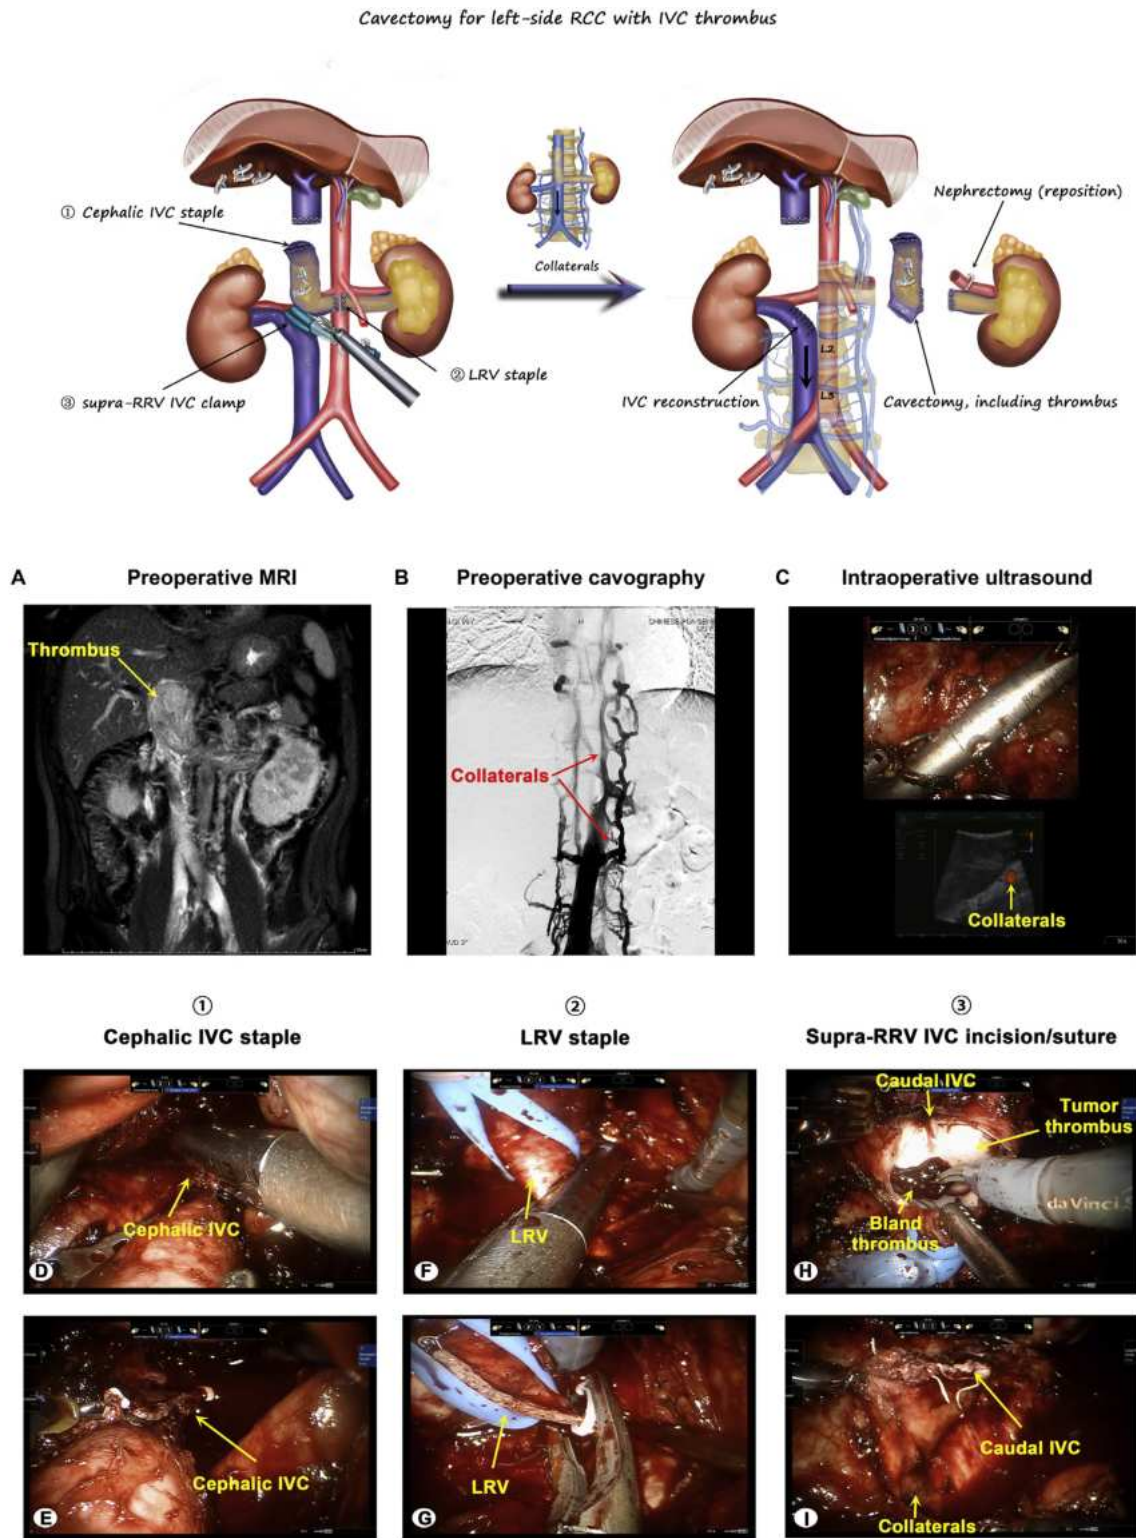 Cavectomy for left-side RCC with IVC thrombus
① Cephalic IVC staple
Collaterals
Nephrectomy (reposition)
② LRV staple
③ supra-RRV IVC clamp
L2
L3
IVC reconstruction
Cavectomy, including thrombus
A Preoperative MRI
B Preoperative cavography
C Intraoperative ultrasound
H
Thrombus
H
Collaterals
Collaterals
①
Cephalic IVC staple
②
LRV staple
③
Supra-RRV IVC incision/suture
Cephalic IVC
D
LRV
F
Caudal IVC
Tumor
thrombus
daVinci
Bland
thrombus
H
Cephalic IVC
E
LRV
G
Caudal IVC
Collaterals
I